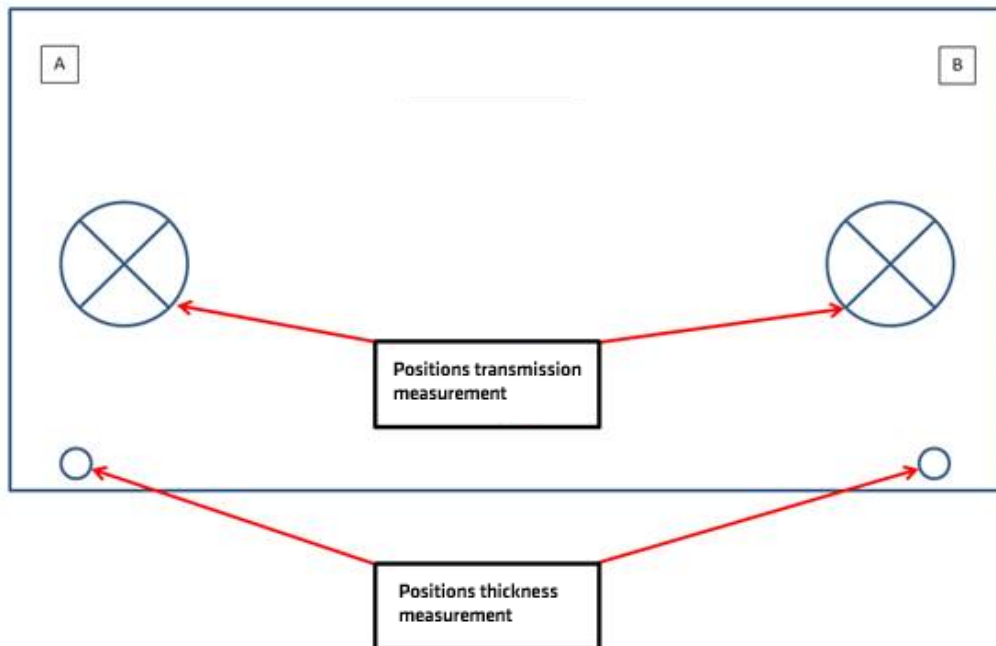 A
B
Positions transmission
measurement
Positions thickness
measurement